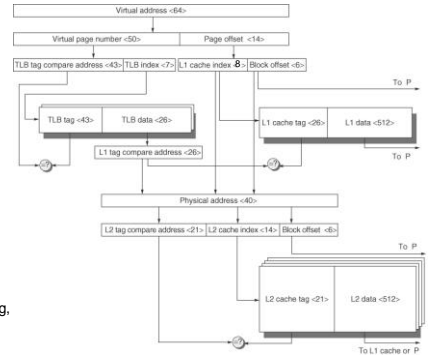 Virtual address <64>
Virtual page number <50> Page offset <14>
TLB tag compare address <43> TLB index <7> L1 cache index <8> Block offset <6>
To P
TLB tag <43> TLB data <26>
L1 cache tag <26> L1 data <512>
L1 tag compare address <26>
=?
=?
To P
Physical address <40>
L2 tag compare address <21> L2 cache index <14> Block offset <6>
To P
L2 cache tag <21> L2 data <512>
g,
=?
To L1 cache or P